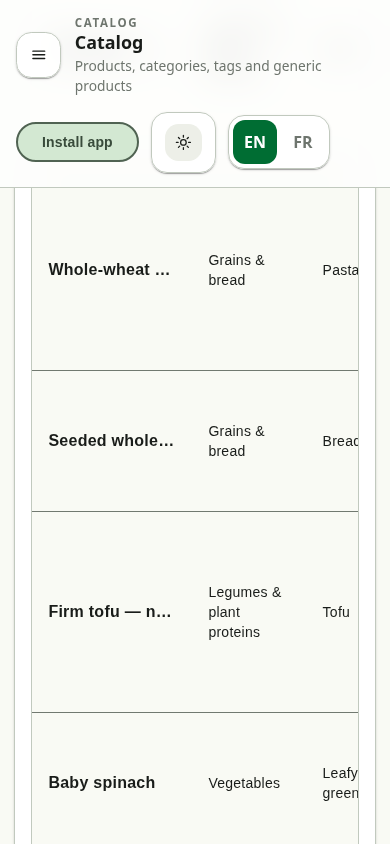 CATALOG
Catalog
Products, categories, tags and generic
products
Install app
EN
FR
Whole-wheat …
Grains &
bread
Pasta
Seeded whole…
Grains &
bread
Bread
Firm tofu — n…
Legumes &
plant
proteins
Tofu
Baby spinach
Vegetables
Leafy
green